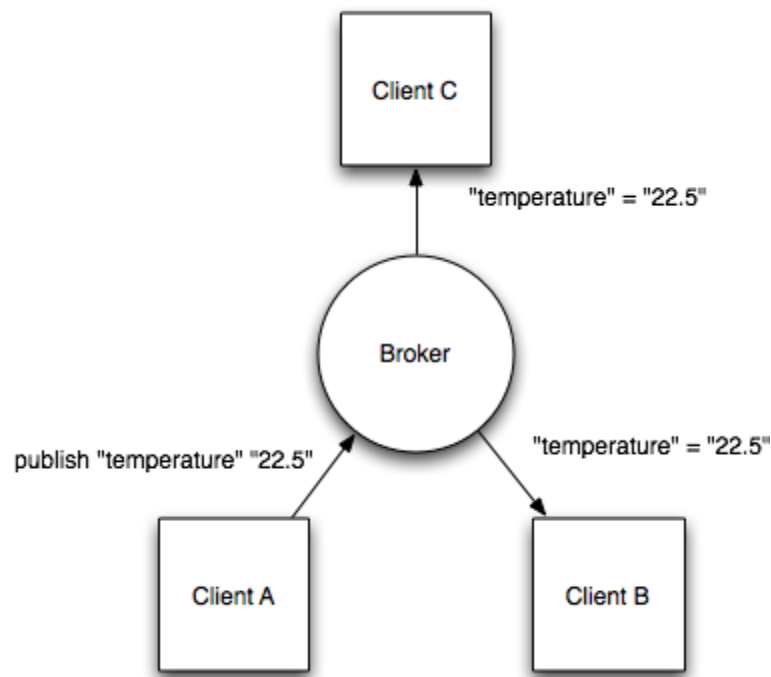 Client C
"temperature" = "22.5"
Broker
publish "temperature" "22.5"
"temperature" = "22.5"
Client A
Client B